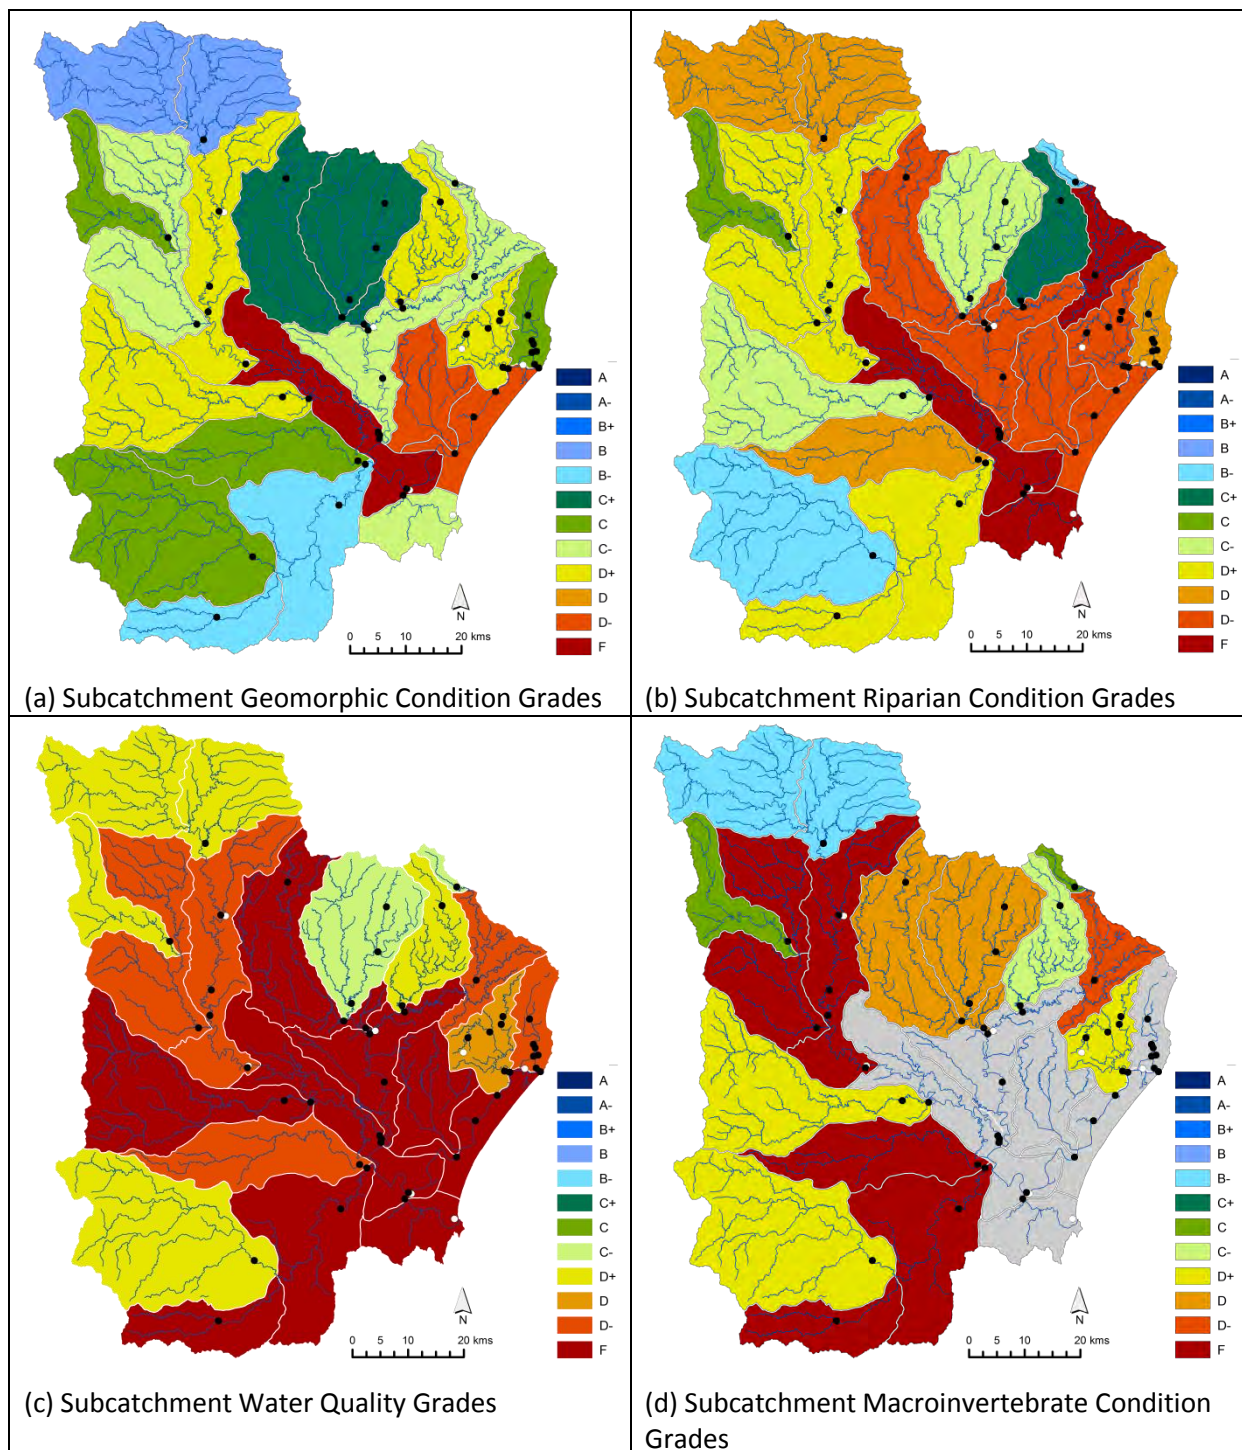 A
A-
B+
B
B-
C+
C
C-
D+
D
D-
F
N
0 5 10 20 kms
(a) Subcatchment Geomorphic Condition Grades
A
A-
B+
B
B-
C+
C
C-
D+
D
D-
F
N
0 5 10 20 kms
(b) Subcatchment Riparian Condition Grades
A
A-
B+
B
B-
C+
C
C-
D+
D
D-
F
N
0 5 10 20 kms
(c) Subcatchment Water Quality Grades
A
A-
B+
B
B-
C+
C
C-
D+
D
D-
F
N
0 5 10 20 kms
(d) Subcatchment Macroinvertebrate Condition
Grades